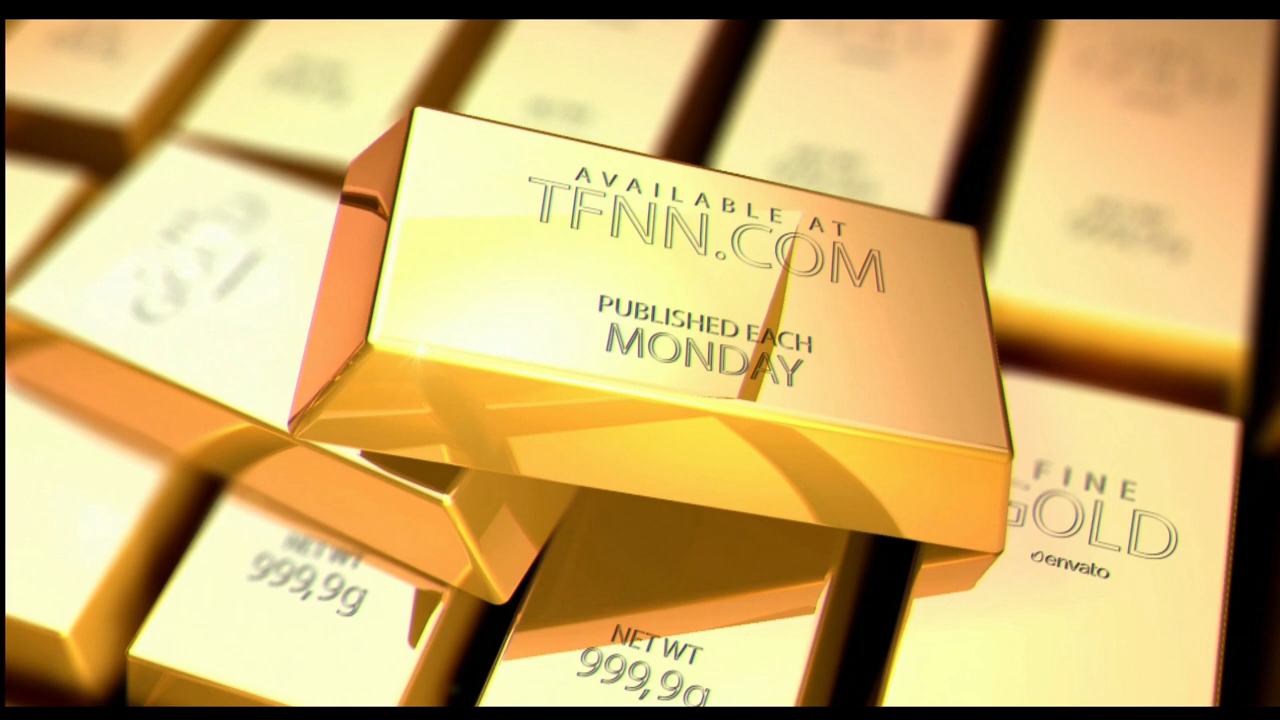 AVAILABLE AT
TFNN.COM
PUBLISHED EACH
MONDAY
FINE
GOLD
envato
NET WT
999,9g
NET WT
999,9g